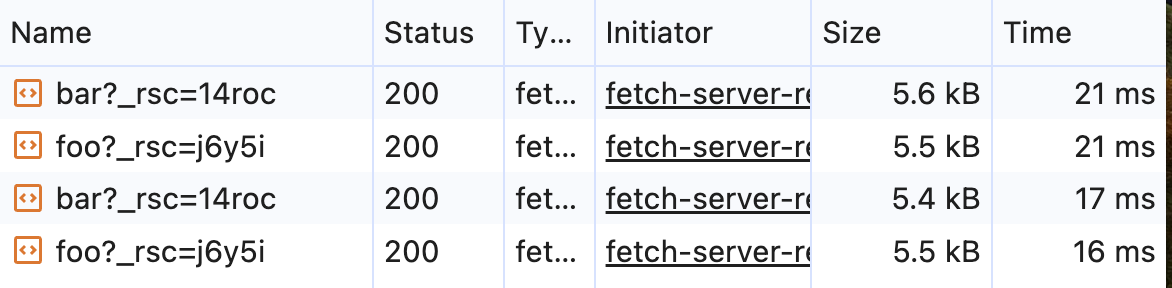 Name Status Ty... Initiator Size Time
bar?_rsc=14roc 200 fet... fetch-server-re 5.6 kB 21 ms
foo?_rsc=j6y5i 200 fet... fetch-server-re 5.5 kB 21 ms
bar?_rsc=14roc 200 fet... fetch-server-re 5.4 kB 17 ms
foo?_rsc=j6y5i 200 fet... fetch-server-re 5.5 kB 16 ms